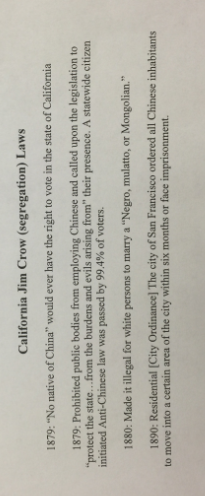 California Jim Crow (segregation) Laws
1879: "No native of China" would ever have the right to vote in the state of California
1879: Prohibited public bodies from employing Chinese and called upon the legislation to
"protect the state…from the burdens and evils arising from" their presence. A statewide citizen
initiated Anti-Chinese law was passed by 99.4% of voters.
1880: Made it illegal for white persons to marry a "Negro, mulatto, or Mongolian."
1890: Residential [City Ordinance] The city of San Francisco ordered all Chinese inhabitants
to move into a certain area of the city within six months or face imprisonment.